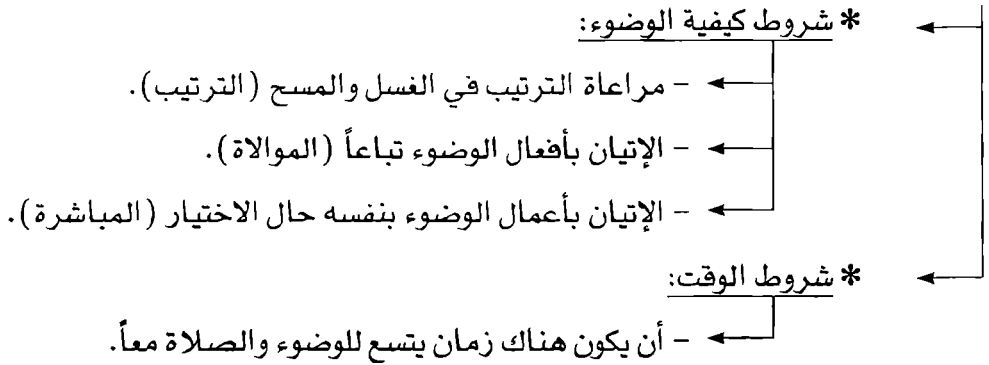 * شروط كيفية الوضوء:
- مراعاة الترتيب في الغسل والمسح (الترتيب).
- الإتيان بأفعال الوضوء تباعاً (الموالاة).
- الإتيان بأعمال الوضوء بنفسه حال الاختيار (المباشرة).
* شروط الوقت:
- أن يكون هناك زمان يتسع للوضوء والصلاة معاً.